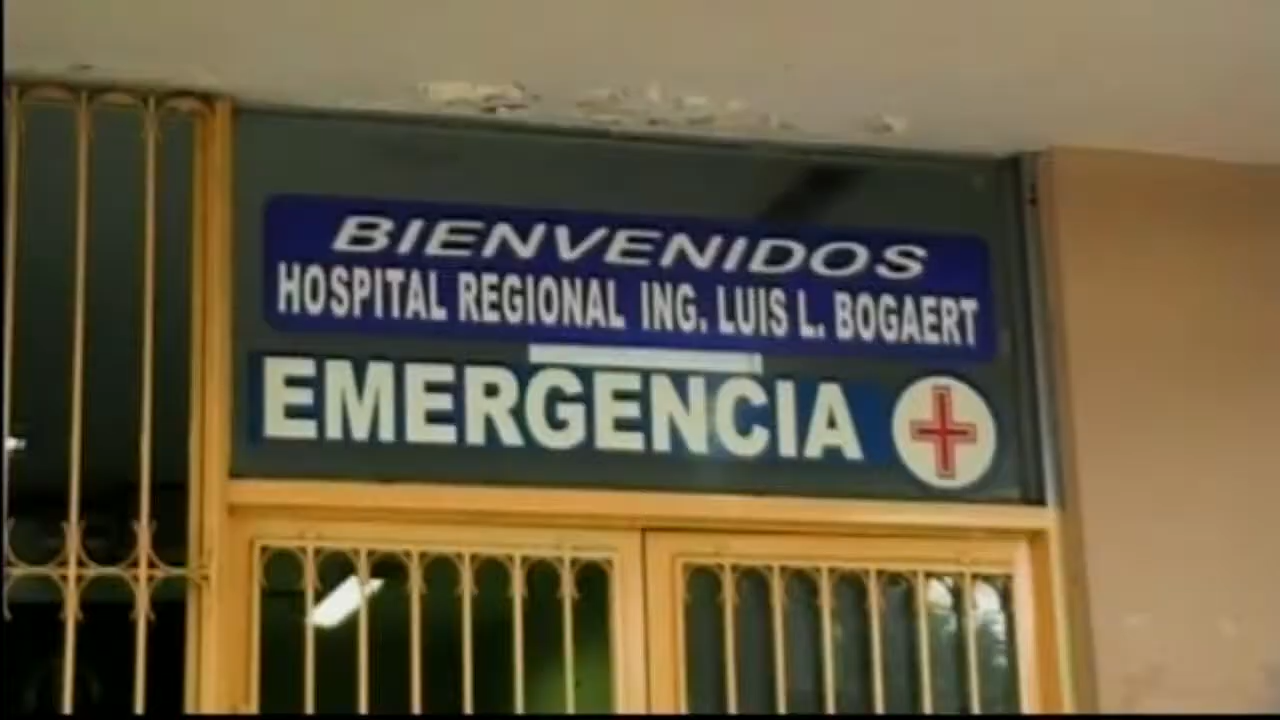 BIENVENIDOS
HOSPITAL REGIONAL ING. LUIS L. BOGAERT
EMERGENCIA